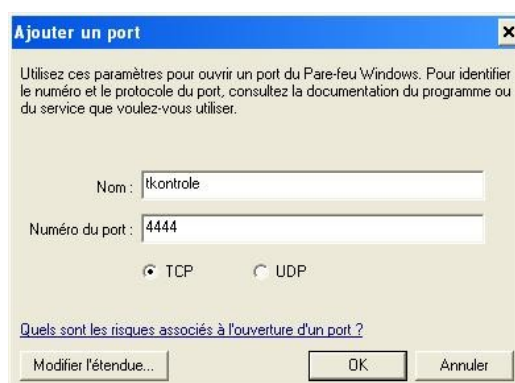 Ajouter un port
Utilisez ces paramètres pour ouvrir un port du Pare-feu Windows. Pour identifier
le numéro et le protocole du port, consultez la documentation du programme ou
du service que voulez-vous utiliser.
Nom : tkontrole
Numéro du port : 4444
TCP UDP
Quels sont les risques associés à l'ouverture d'un port ?
Modifier l'étendue... OK Annuler